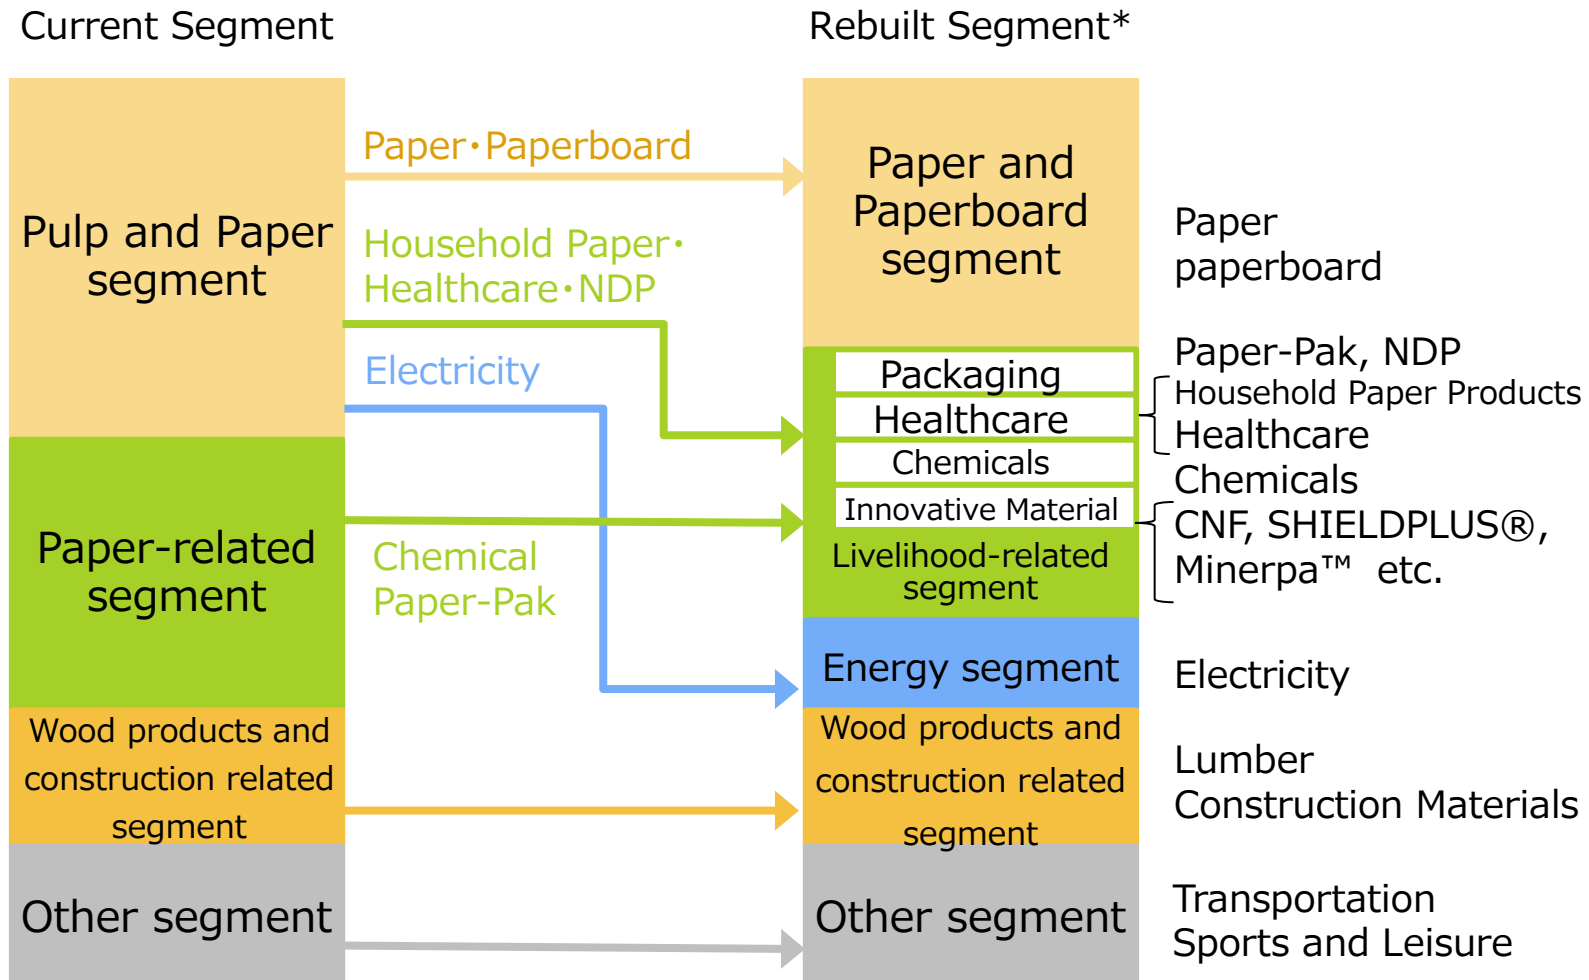 Current Segment
Rebuilt Segment*
Pulp and Paper
segment
Paper-related
segment
Wood products and
construction related
segment
Other segment
Paper・Paperboard
Household Paper・
Healthcare・NDP
Electricity
Chemical
Paper-Pak
Paper and
Paperboard
segment
Packaging
Healthcare
Chemicals
Innovative Material
Livelihood-related
segment
Energy segment
Wood products and
construction related
segment
Other segment
Paper
paperboard
Paper-Pak, NDP
Household Paper Products
Healthcare
Chemicals
CNF, SHIELDPLUS®,
Minerpa™ etc.
Electricity
Lumber
Construction Materials
Transportation
Sports and Leisure